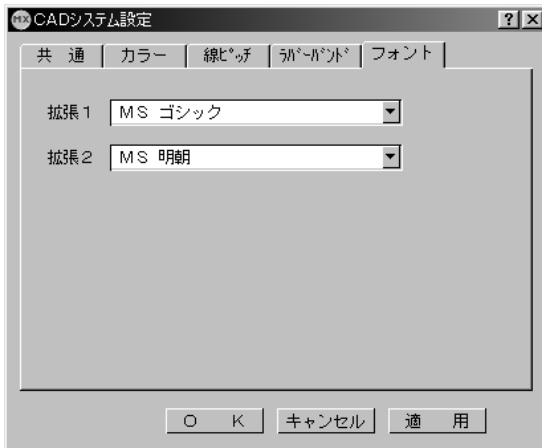 MX CADシステム設定 ? ×
共 通 カラー 線ﾋﾟｯﾁ ﾗﾊﾞｰﾊﾞﾝﾄﾞ フォント
拡張１ ＭＳ ゴシック
拡張２ ＭＳ 明朝
Ｏ Ｋ キャンセル 適 用